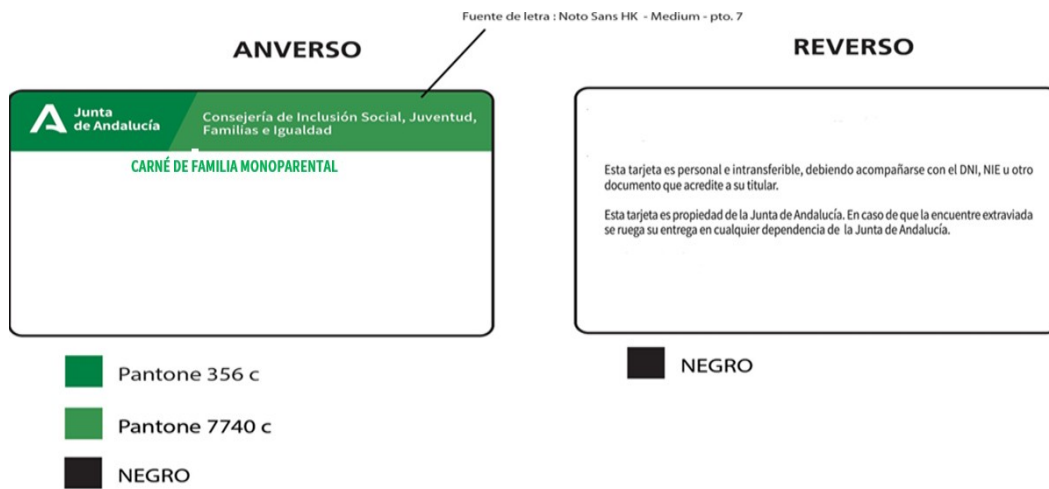 Fuente de letra : Noto Sans HK - Medium - pto. 7
ANVERSO
Junta
de Andalucía
Consejería de Inclusión Social, Juventud,
Familias e Igualdad
CARNÉ DE FAMILIA MONOPARENTAL
Pantone 356 c
Pantone 7740 c
NEGRO
REVERSO
Esta tarjeta es personal e intransferible, debiendo acompañarse con el DNI, NIE u otro
documento que acredite a su titular.
Esta tarjeta es propiedad de la Junta de Andalucía. En caso de que la encuentre extraviada
se ruega su entrega en cualquier dependencia de la Junta de Andalucía.
NEGRO